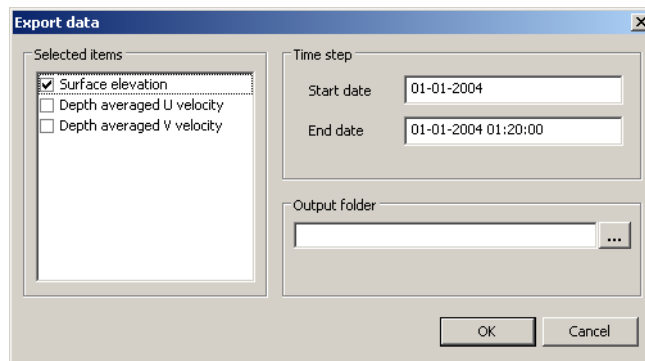 Export data
Selected items
Surface elevation
Depth averaged U velocity
Depth averaged V velocity
Time step
Start date
01-01-2004
End date
01-01-2004 01:20:00
Output folder
...
OK
Cancel